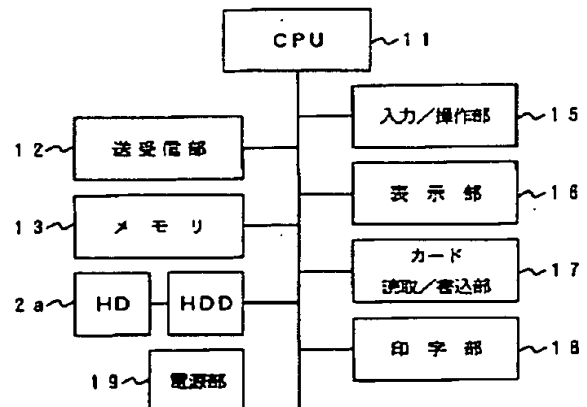 CPU 11
入力／操作部 15
12 送受信部
表示部 16
13 メモリ
カード
読取／書込部 17
2a HD HDD
印字部 18
19 電源部